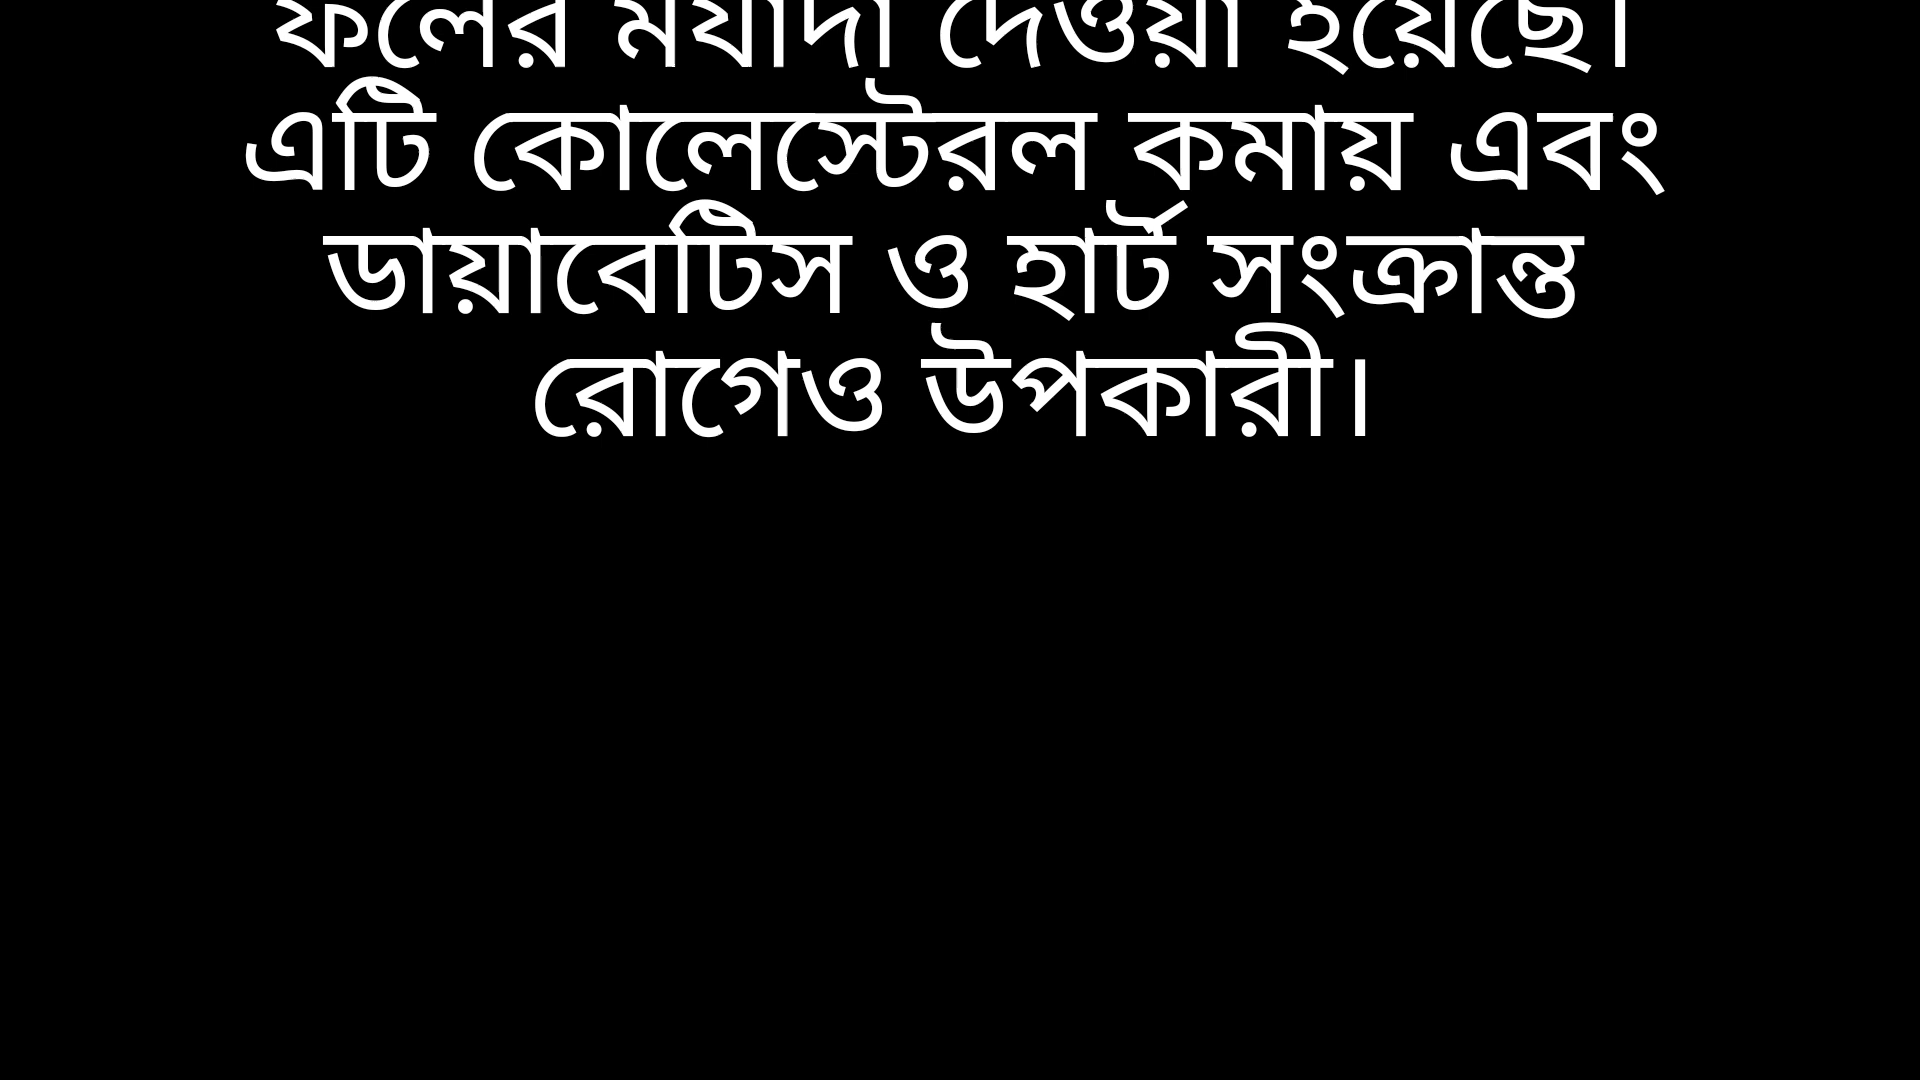 ফলের মর্যাদা দেওয়া হয়েছে।
এটি কোলেস্টেরল কমায় এবং
ডায়াবেটিস ও হার্ট সংক্রান্ত
রোগেও উপকারী।